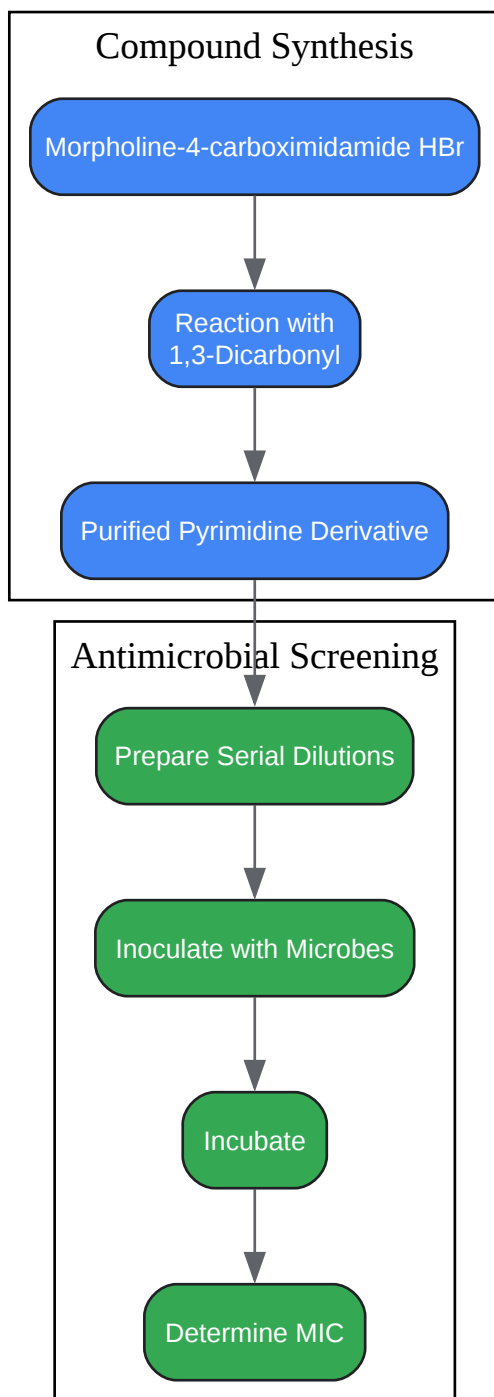 Compound Synthesis
Morpholine-4-carboximidamide HBr
Reaction with
1,3-Dicarbonyl
Purified Pyrimidine Derivative
Antimicrobial Screening
Prepare Serial Dilutions
Inoculate with Microbes
Incubate
Determine MIC